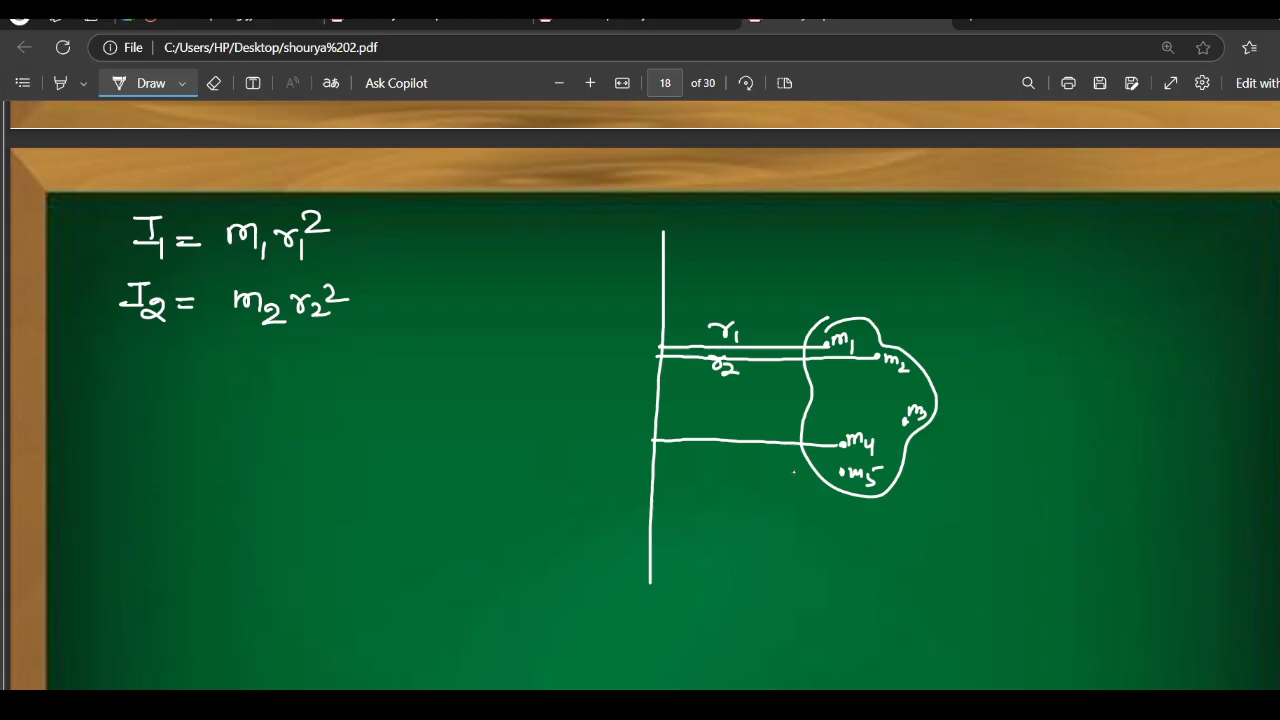 File | C:/Users/HP/Desktop/shourya%202.pdf
Draw Ask Copilot 18 of 30 Edit with
I₁ = m₁r₁²
I₂ = m₂r₂²
r₁
m₁
r₂
m₂
m₃
m₄
m₅